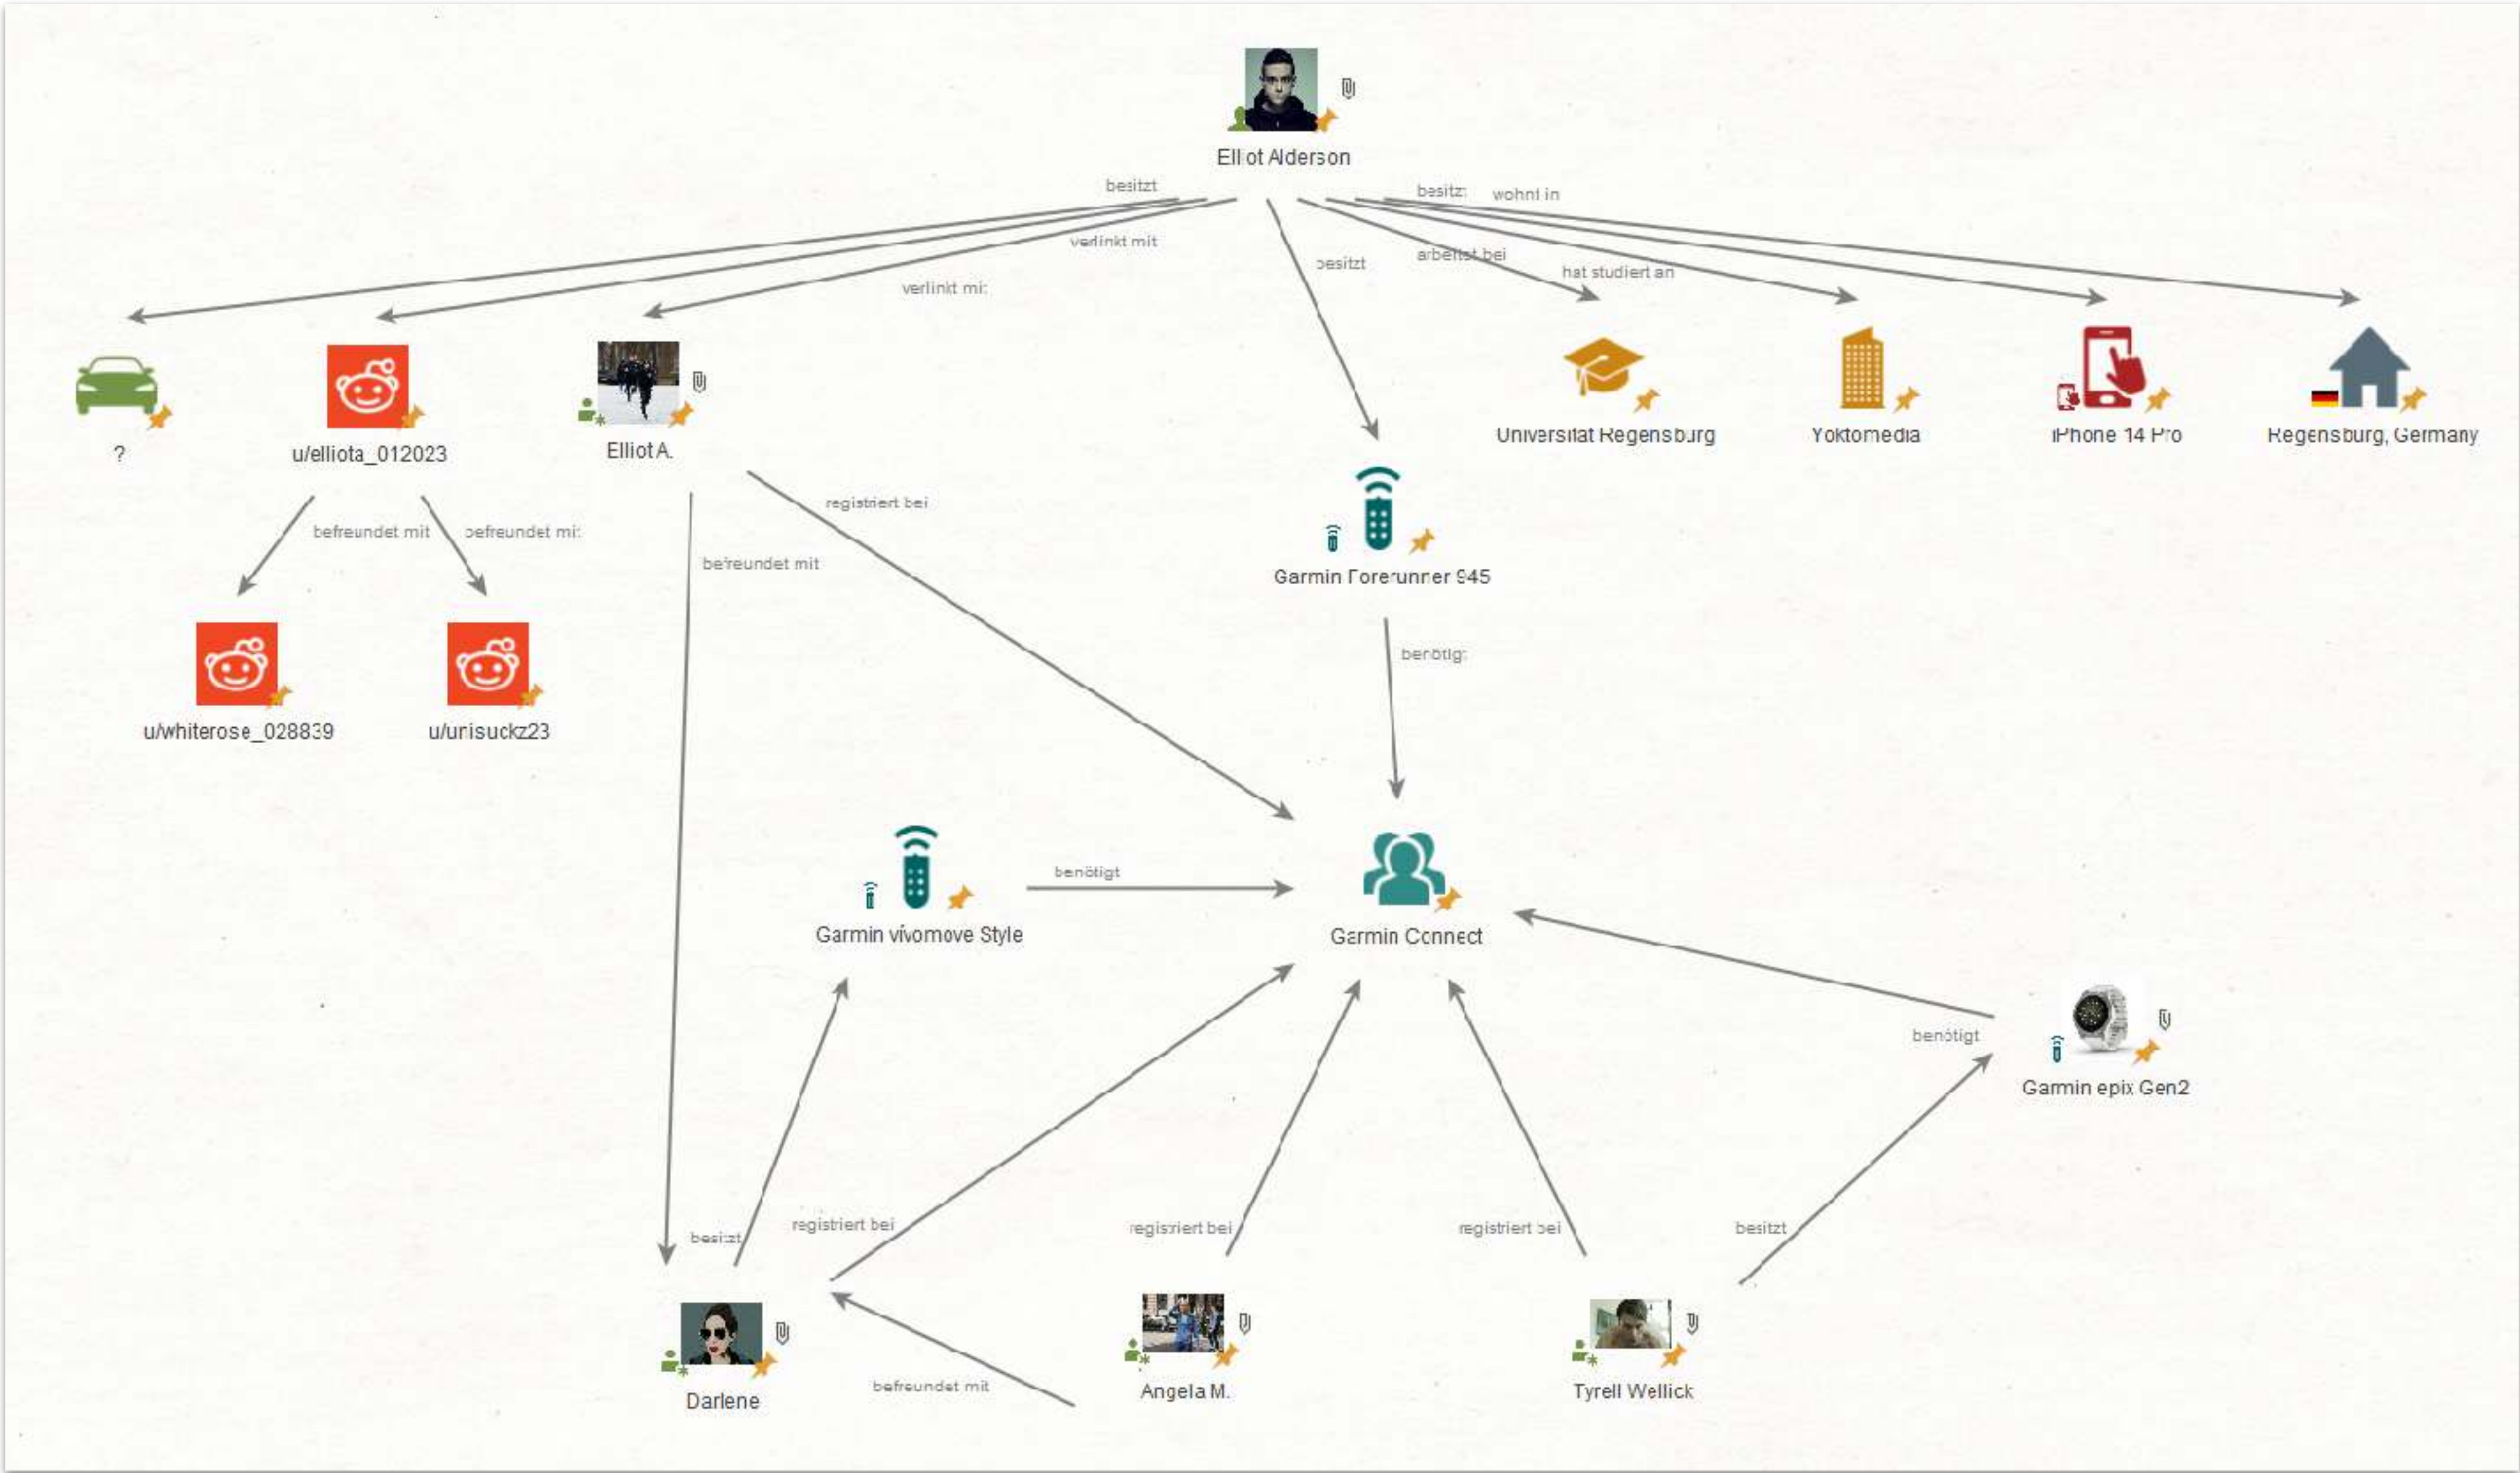 Elliot Alderson
besitzt
besitzt
wohnt in
verlinkt mit
besitzt
arbeitet bei
hat studiert an
verlinkt mit
?
u/elliota_012023
Elliot A.
Universität Regensburg
Yoktomedia
iPhone 14 Pro
Regensburg, Germany
befreundet mit
befreundet mit
registriert bei
befreundet mit
Garmin Forerunner 945
benötigt
u/whiterose_028839
u/unisuckz23
benötigt
Garmin vívomove Style
Garmin Connect
benötigt
Garmin epix Gen2
besitzt
registriert bei
registriert bei
registriert bei
besitzt
befreundet mit
Darlene
Angela M.
Tyrell Wellick